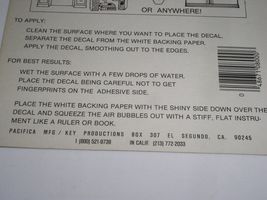 OR ANYWHERE!
TO APPLY:
CLEAN THE SURFACE WHERE YOU WANT TO PLACE THE DECAL.
SEPARATE THE DECAL FROM THE WHITE BACKING PAPER.
APPLY THE DECAL, SMOOTHING OUT TO THE EDGES.
FOR BEST RESULTS:
WET THE SURFACE WITH A FEW DROPS OF WATER.
PLACE THE DECAL BEING CAREFUL NOT TO GET
FINGERPRINTS ON THE ADHESIVE SIDE.
PLACE THE WHITE BACKING PAPER WITH THE SHINY SIDE DOWN OVER THE
DECAL AND SQUEEZE THE AIR BUBBLES OUT WITH A STIFF, FLAT INSTRU-
MENT LIKE A RULER OR BOOK.
PACIFICA MFG / KEY PRODUCTIONS BOX 307 EL SEGUNDO, CA. 90245
1 (800) 521-8738 IN CALIF (213) 772-2033